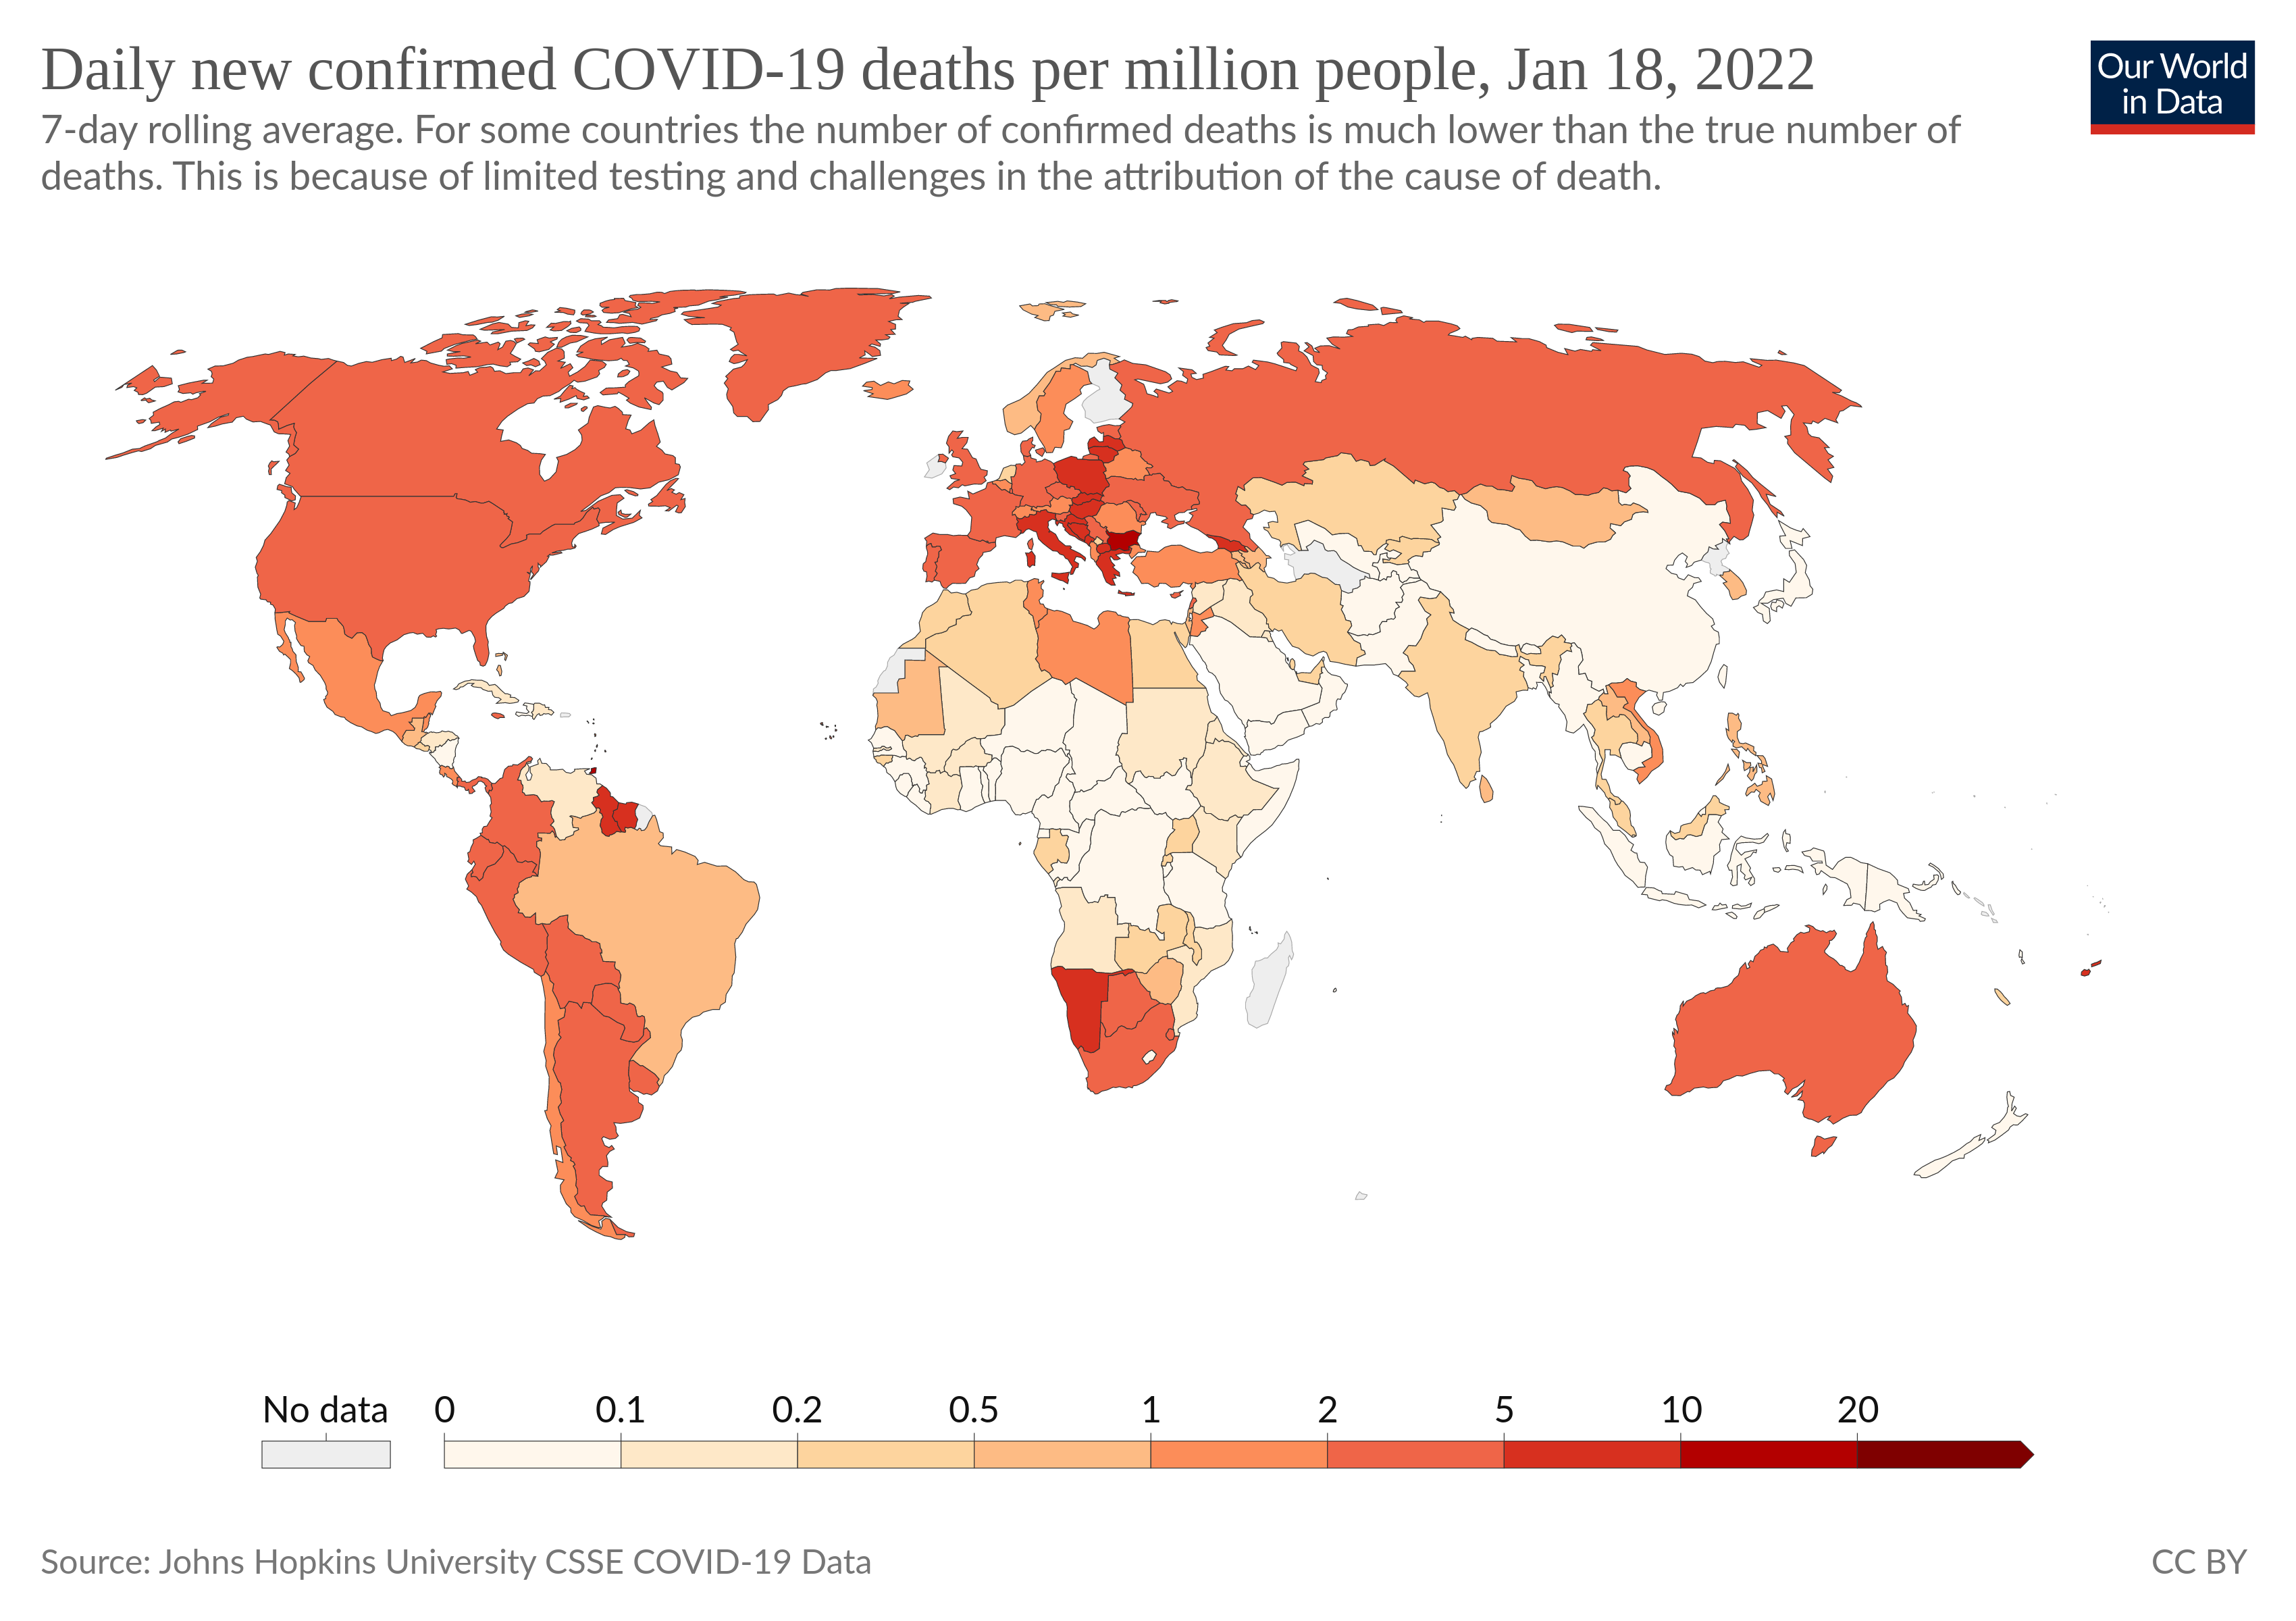 Daily new confirmed COVID-19 deaths per million people, Jan 18, 2022
Our World
in Data
7-day rolling average. For some countries the number of confirmed deaths is much lower than the true number of
deaths. This is because of limited testing and challenges in the attribution of the cause of death.
No data 0 0.1 0.2 0.5 1 2 5 10 20
Source: Johns Hopkins University CSSE COVID-19 Data CC BY